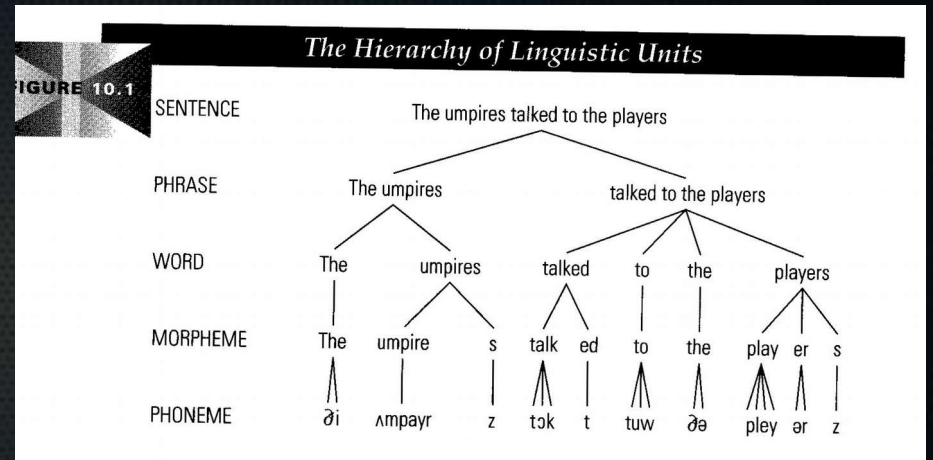 The Hierarchy of Linguistic Units
FIGURE 10.1
SENTENCE The umpires talked to the players
PHRASE The umpires talked to the players
WORD The umpires talked to the players
MORPHEME The umpire s talk ed to the play er s
PHONEME ði ʌmpayr z tɔk t tuw ðə pley ər z